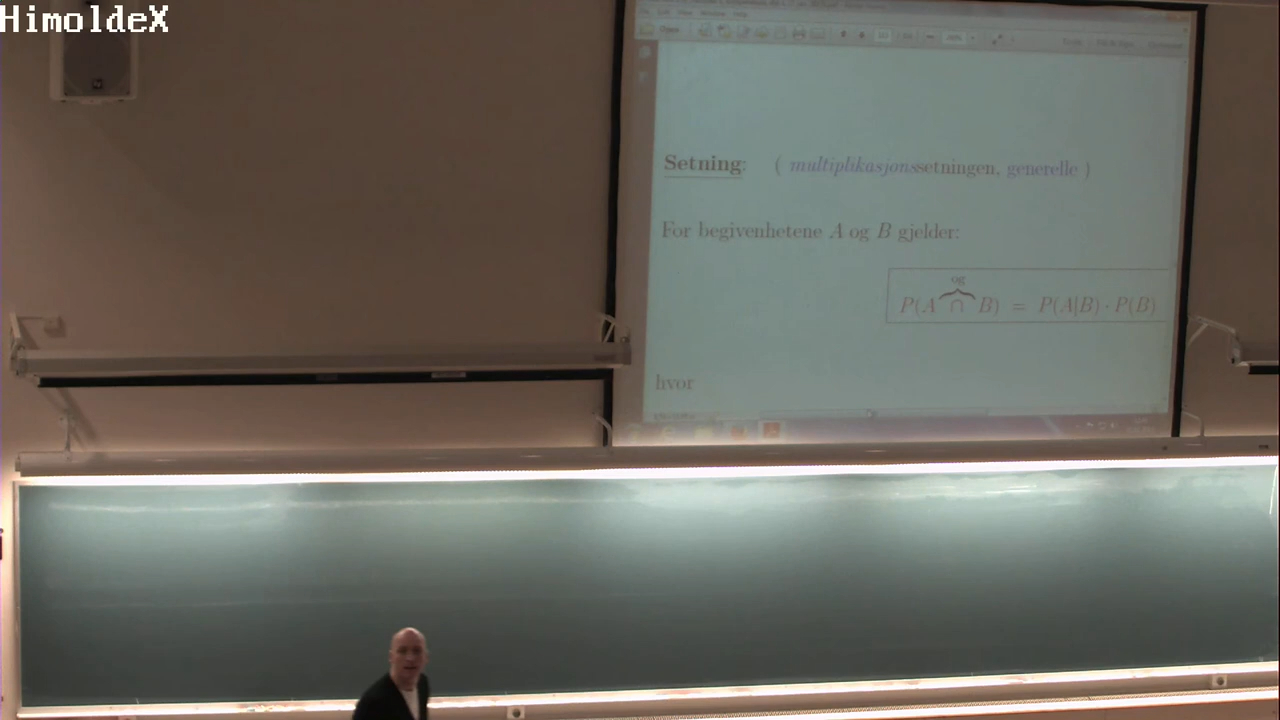 HimoldeX
Setning: ( multiplikasjonssetningen, generelle )
For begivenhetene A og B gjelder:
og
P(A ∩ B) = P(A|B) · P(B)
hvor